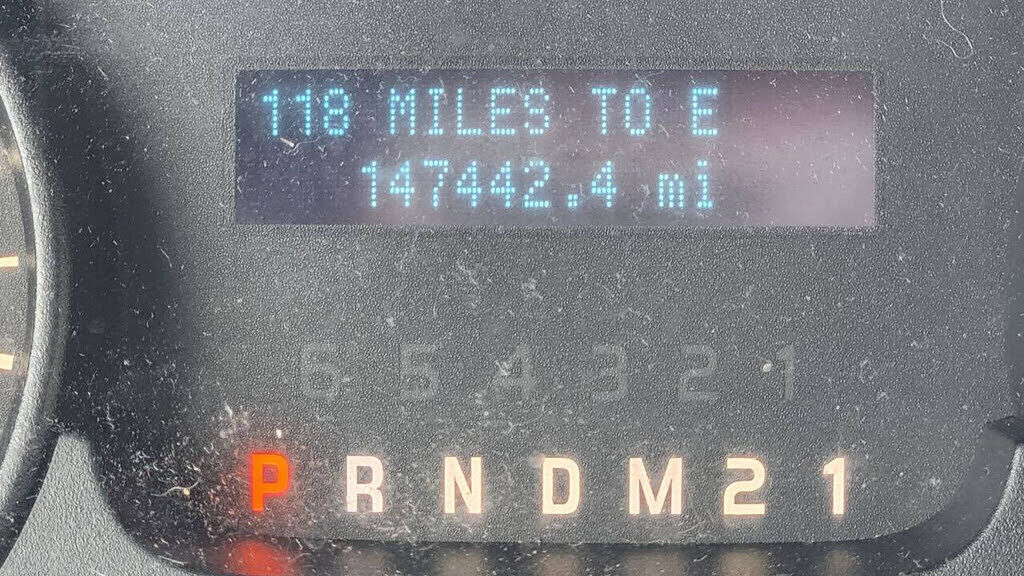 118 MILES TO E
147442.4 mi
6 5 4 3 2 1
P R N D M 2 1